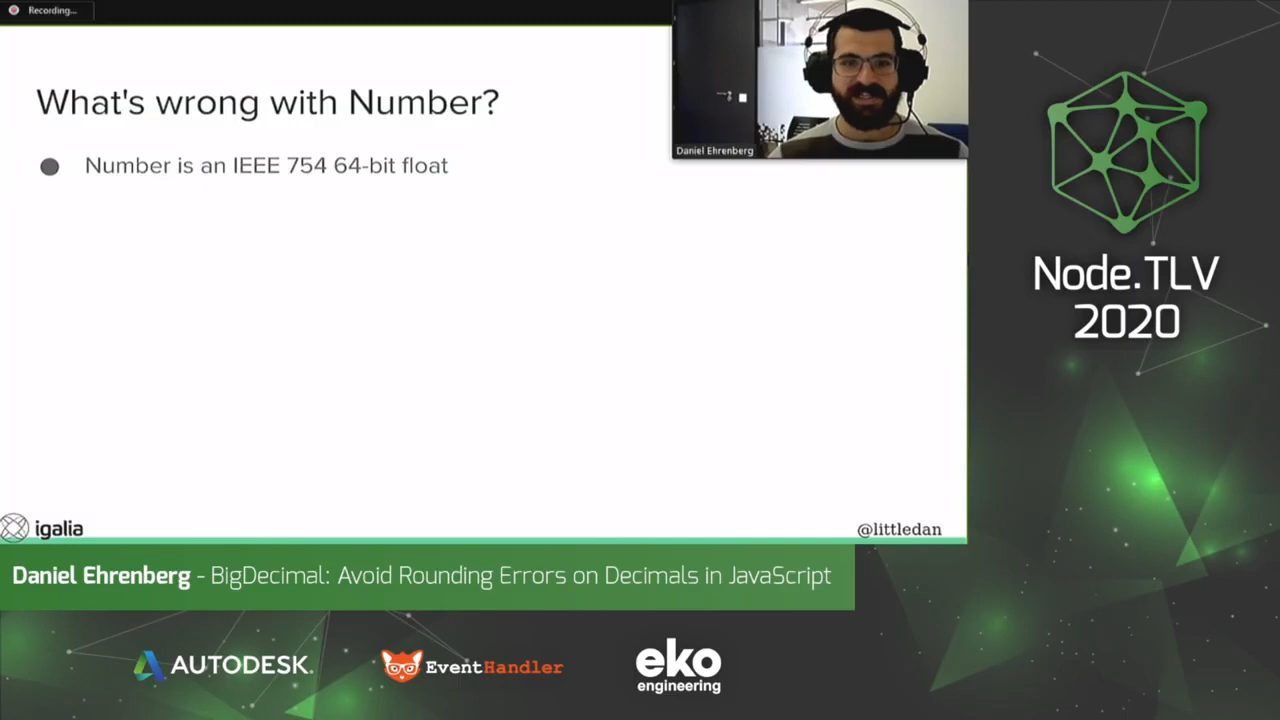 Recording...
What's wrong with Number?
Number is an IEEE 754 64-bit float
Daniel Ehrenberg
Node.TLV
2020
igalia
@littledan
Daniel Ehrenberg - BigDecimal: Avoid Rounding Errors on Decimals in JavaScript
AUTODESK.
EventHandler
eko
engineering